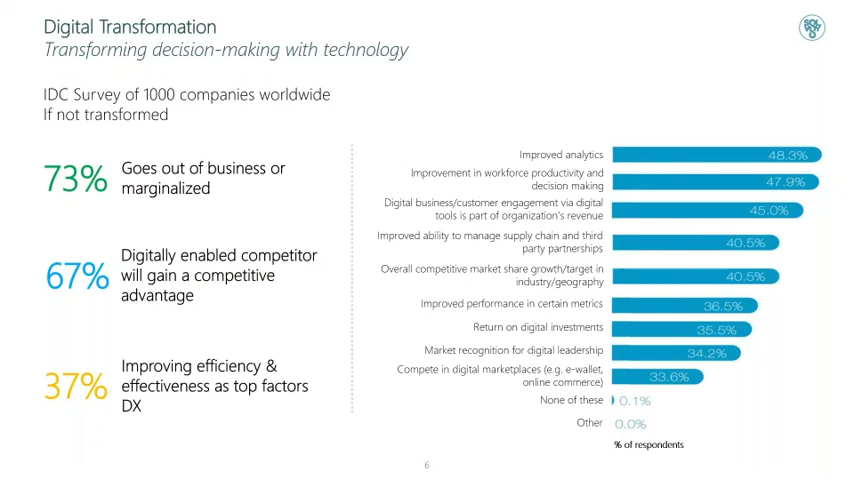 Digital Transformation
Transforming decision-making with technology
IDC Survey of 1000 companies worldwide
If not transformed
73%
Goes out of business or
marginalized
67%
Digitally enabled competitor
will gain a competitive
advantage
37%
Improving efficiency &
effectiveness as top factors
DX
Improved analytics 48.3%
Improvement in workforce productivity and
decision making 47.9%
Digital business/customer engagement via digital
tools is part of organization's revenue 45.0%
Improved ability to manage supply chain and third
party partnerships 40.5%
Overall competitive market share growth/target in
industry/geography 40.5%
Improved performance in certain metrics 36.5%
Return on digital investments 35.5%
Market recognition for digital leadership 34.2%
Compete in digital marketplaces (e.g. e-wallet,
online commerce) 33.6%
None of these 0.1%
Other 0.0%
% of respondents
6